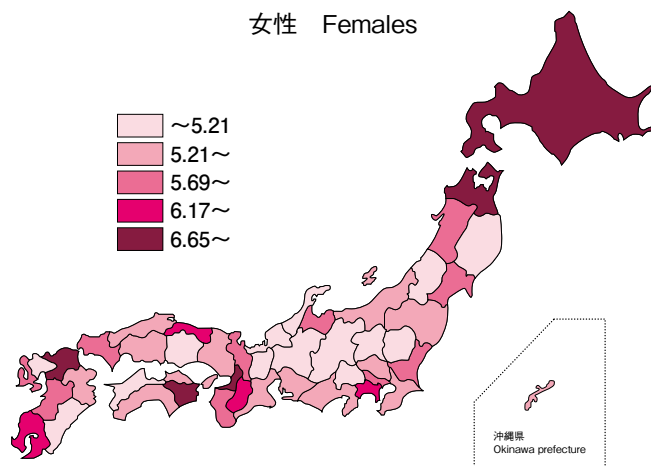 女性　Females
〜5.21
5.21〜
5.69〜
6.17〜
6.65〜
沖縄県
Okinawa prefecture